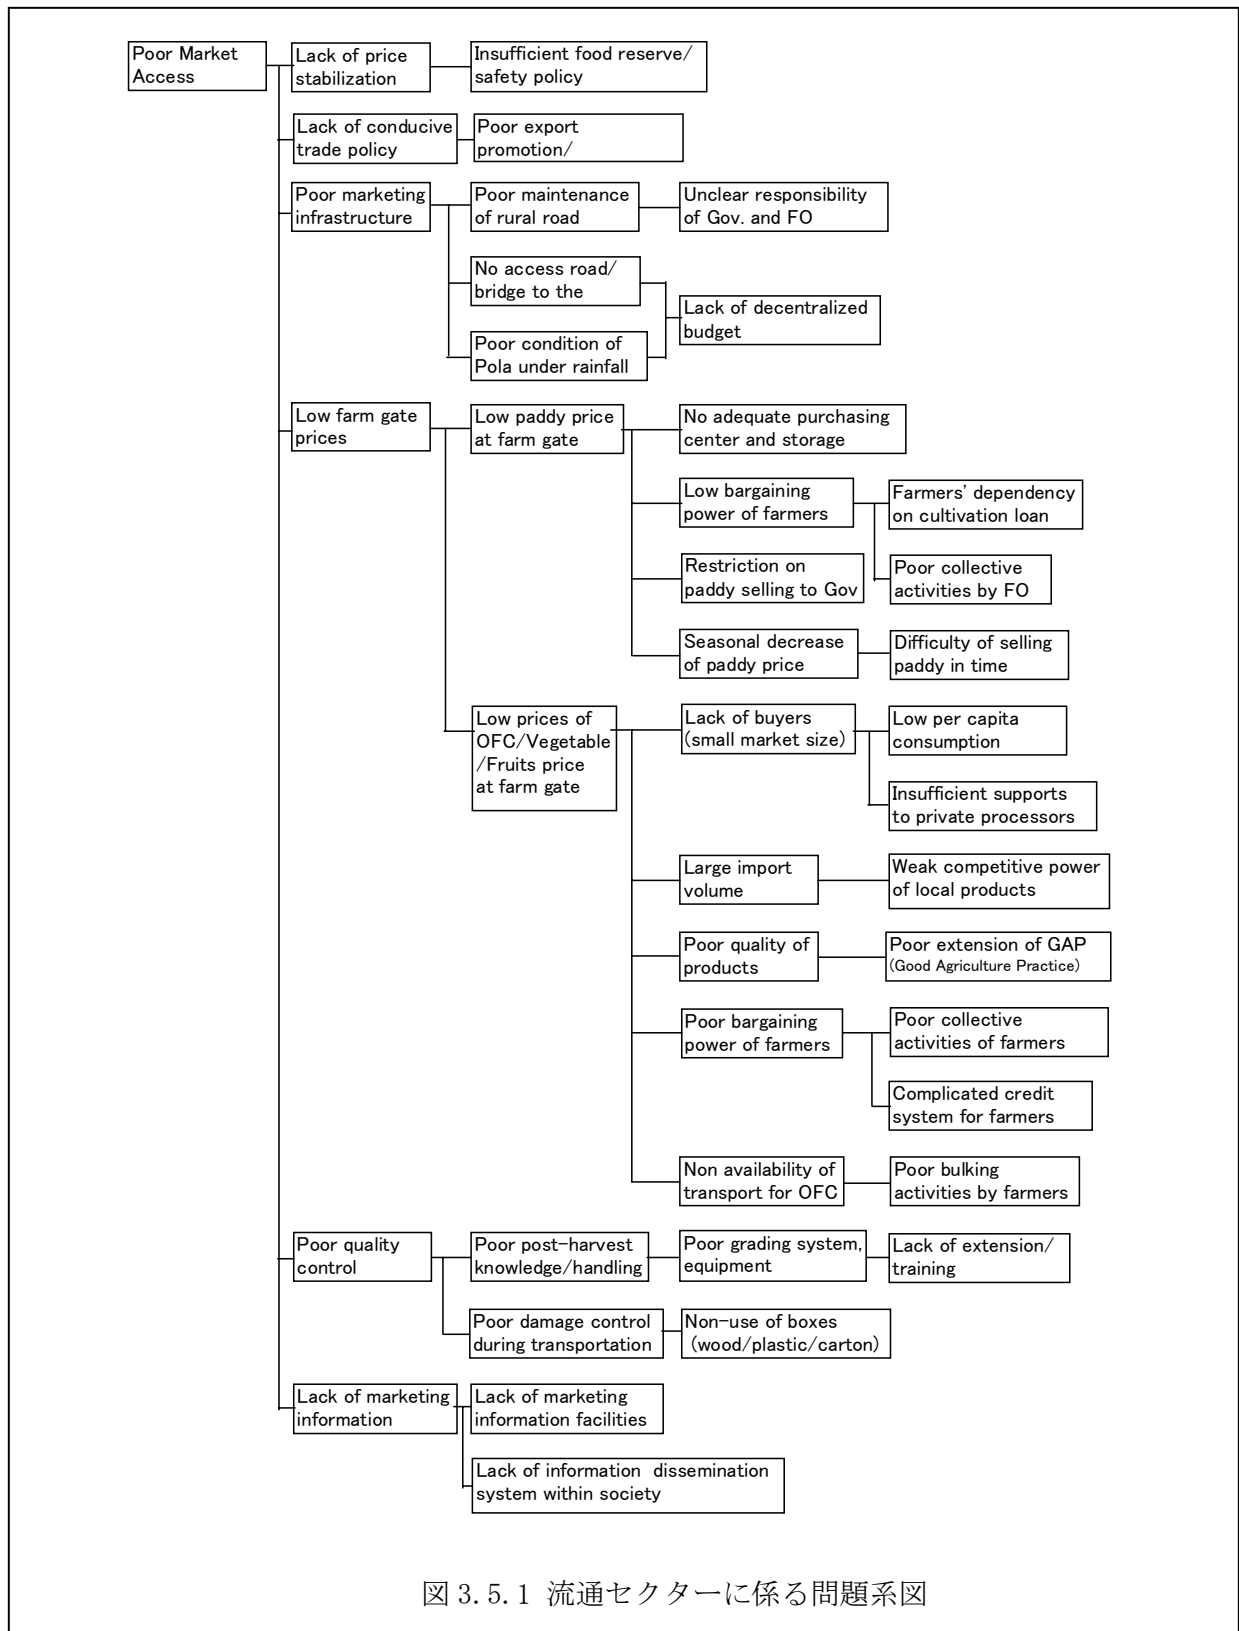 Poor Market
Access
Lack of price
stabilization
Insufficient food reserve/
safety policy
Lack of conducive
trade policy
Poor export
promotion/
Poor marketing
infrastructure
Poor maintenance
of rural road
Unclear responsibility
of Gov. and FO
No access road/
bridge to the
Lack of decentralized
budget
Poor condition of
Pola under rainfall
Low farm gate
prices
Low paddy price
at farm gate
No adequate purchasing
center and storage
Low bargaining
power of farmers
Farmers' dependency
on cultivation loan
Poor collective
activities by FO
Restriction on
paddy selling to Gov
Seasonal decrease
of paddy price
Difficulty of selling
paddy in time
Low prices of
OFC/Vegetable
/Fruits price
at farm gate
Lack of buyers
(small market size)
Low per capita
consumption
Insufficient supports
to private processors
Large import
volume
Weak competitive power
of local products
Poor quality of
products
Poor extension of GAP
(Good Agriculture Practice)
Poor bargaining
power of farmers
Poor collective
activities of farmers
Complicated credit
system for farmers
Non availability of
transport for OFC
Poor bulking
activities by farmers
Poor quality
control
Poor post-harvest
knowledge/handling
Poor grading system,
equipment
Lack of extension/
training
Poor damage control
during transportation
Non-use of boxes
(wood/plastic/carton)
Lack of marketing
information
Lack of marketing
information facilities
Lack of information dissemination
system within society
図 3.5.1 流通セクターに係る問題系図